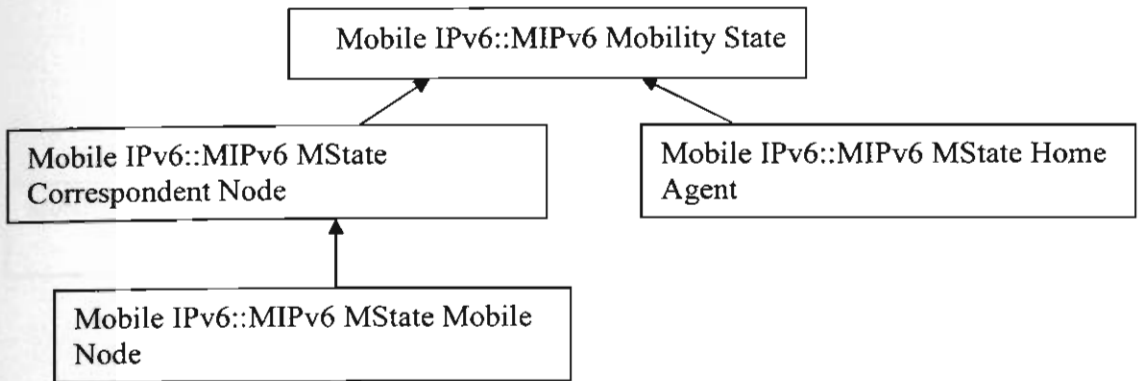 Mobile IPv6::MIPv6 Mobility State
Mobile IPv6::MIPv6 MState
Correspondent Node
Mobile IPv6::MIPv6 MState Home
Agent
Mobile IPv6::MIPv6 MState Mobile
Node